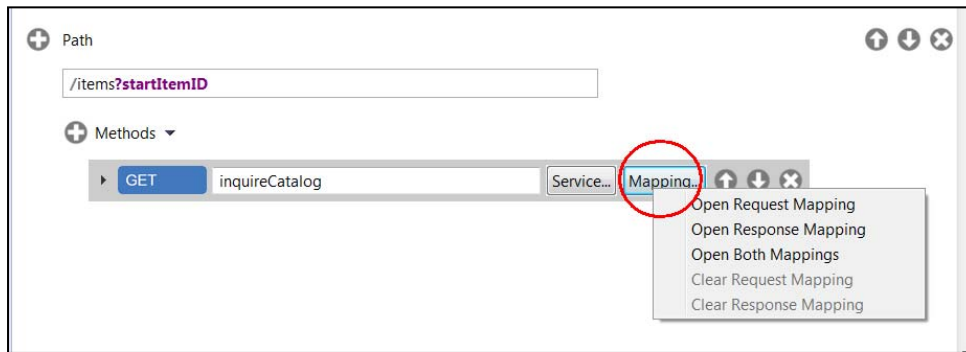 Path
/items?startItemID
Methods
GET inquireCatalog Service... Mapping...
Open Request Mapping
Open Response Mapping
Open Both Mappings
Clear Request Mapping
Clear Response Mapping